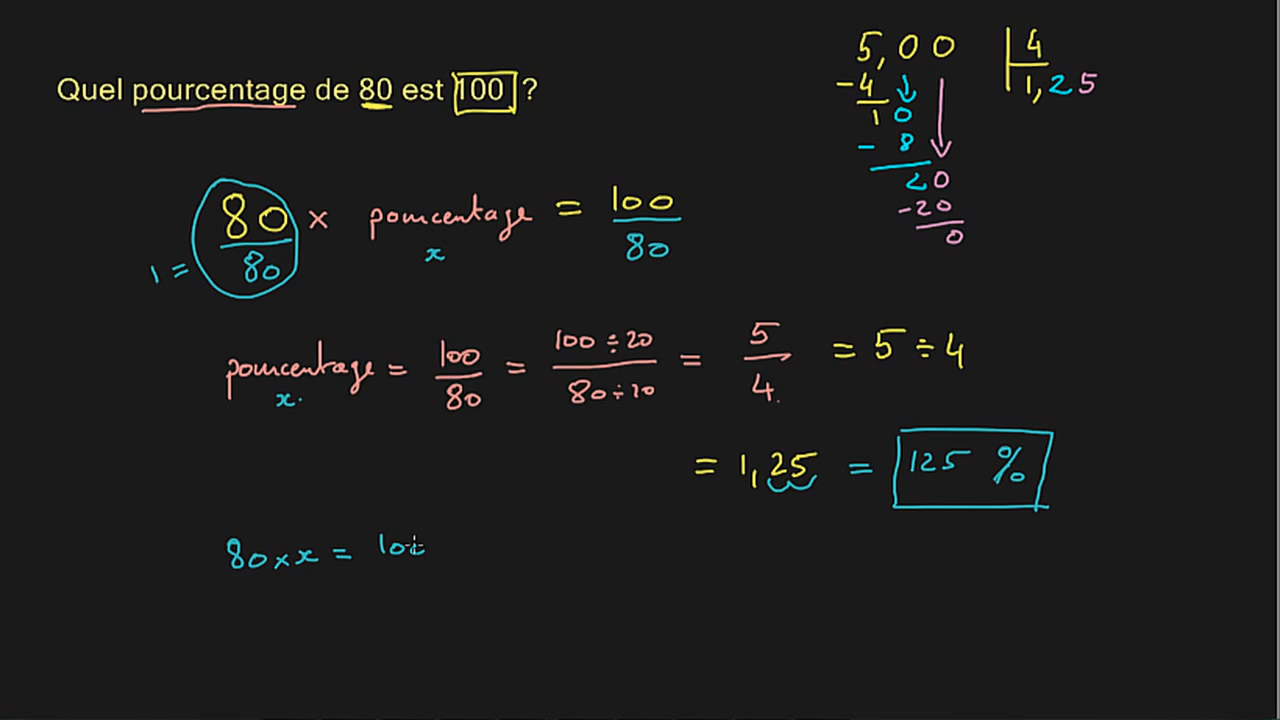 Quel pourcentage de 80 est 100 ?
5,00 | 4
-4 1,25
10
- 8
20
-20
0
80 × pourcentage = 100
80 x 80
1 =
pourcentage = 100 = 100 ÷ 20 = 5 = 5 ÷ 4
x. 80 80 ÷ 20 4
= 1,25 = 125 %
80 × x = 100